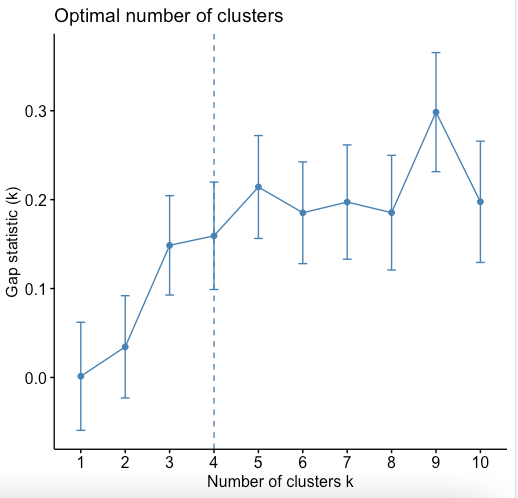 Optimal number of clusters
Gap statistic (k)
0.3
0.2
0.1
0.0
1 2 3 4 5 6 7 8 9 10
Number of clusters k